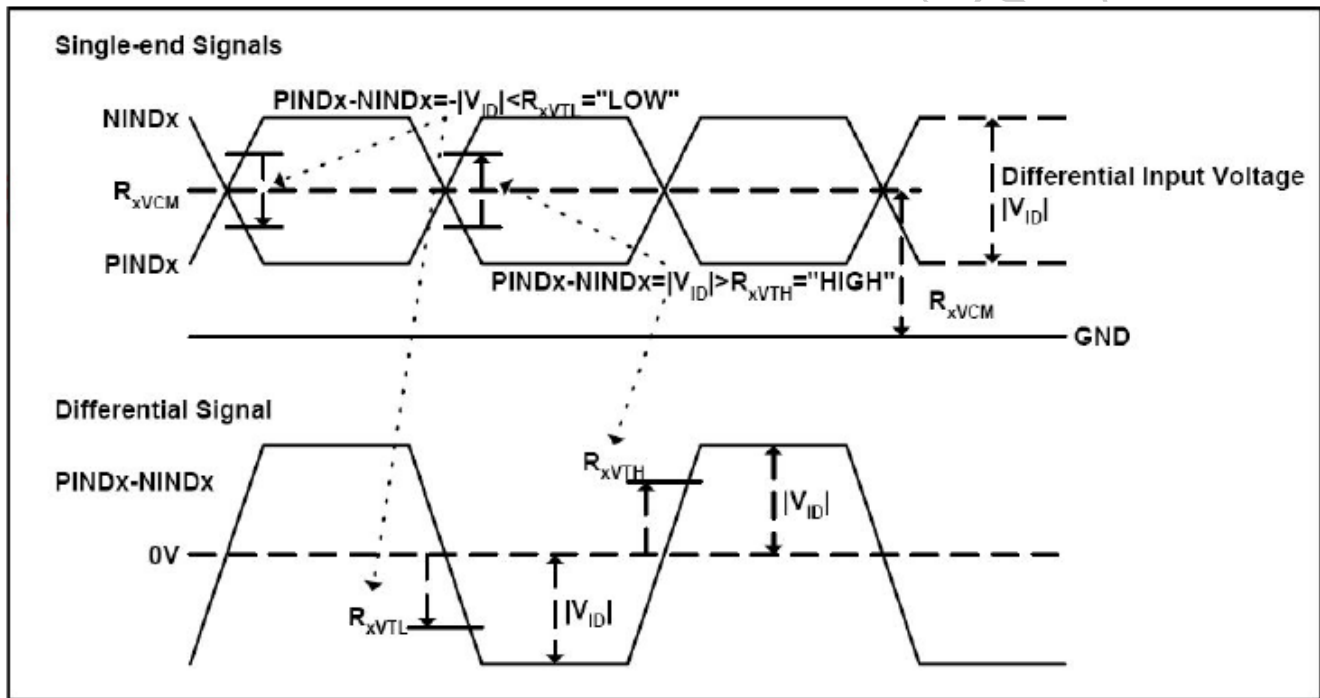 Single-end Signals
PINDx-NINDx=-|VID|<RxVTL="LOW"
NINDx
Differential Input Voltage
|VID|
RxVCM
PINDx
PINDx-NINDx=|VID|>RxVTH="HIGH"
RxVCM
GND
Differential Signal
RxVTH
PINDx-NINDx
|VID|
0V
RxVTL
|VID|